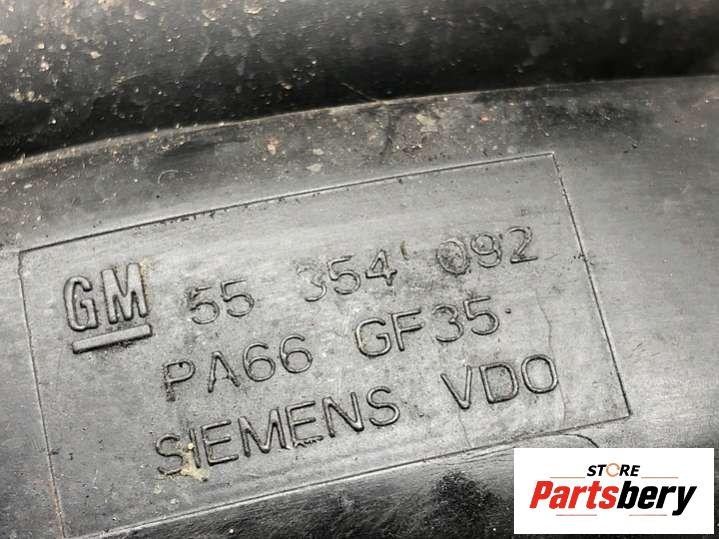 GM 55 354 092
PA66 GF35
SIEMENS VDO
STORE
Partsbery